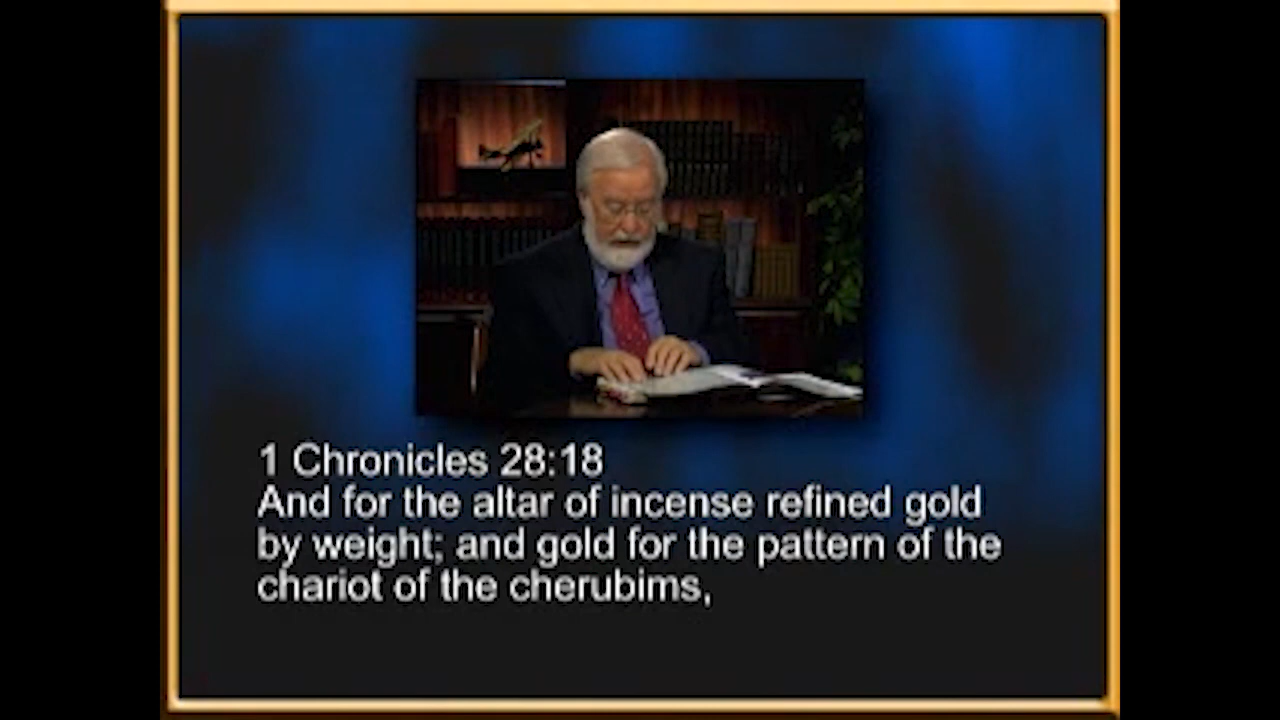 1 Chronicles 28:18
And for the altar of incense refined gold
by weight; and gold for the pattern of the
chariot of the cherubims,